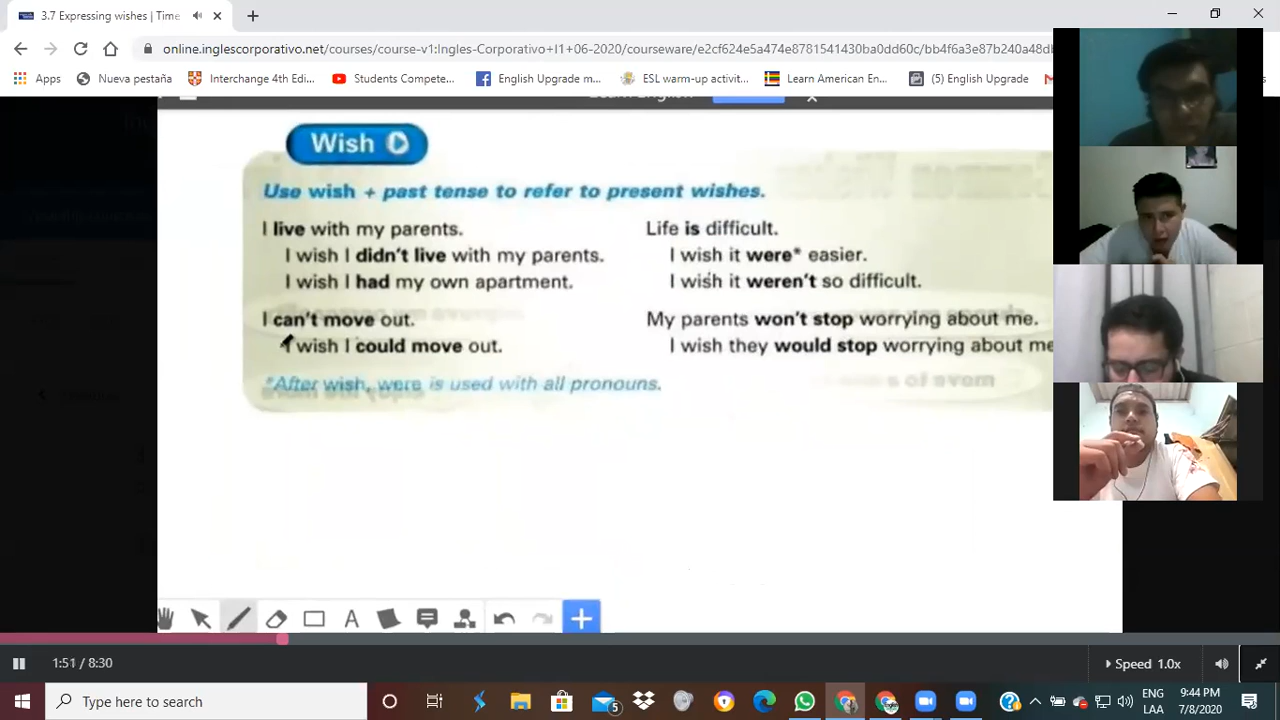 3.7 Expressing wishes | Time
online.inglescorporativo.net/courses/course-v1:Ingles-Corporativo+I1+06-2020/courseware/e2cf624e5a474e8781541430ba0dd60c/bb4f6a3e87b240a48db
Apps
Nueva pestaña
Interchange 4th Edi...
Students Compete...
English Upgrade m...
ESL warm-up activit...
Learn American En...
(5) English Upgrade
Learn English
Wish
Use wish + past tense to refer to present wishes.
I live with my parents.
I wish I didn't live with my parents.
I wish I had my own apartment.
I can't move out.
I wish I could move out.
Life is difficult.
I wish it were* easier.
I wish it weren't so difficult.
My parents won't stop worrying about me.
I wish they would stop worrying about me
*After wish, were is used with all pronouns.
A
1:51 / 8:30
Speed 1.0x
Type here to search
5
ENG
LAA
9:44 PM
7/8/2020